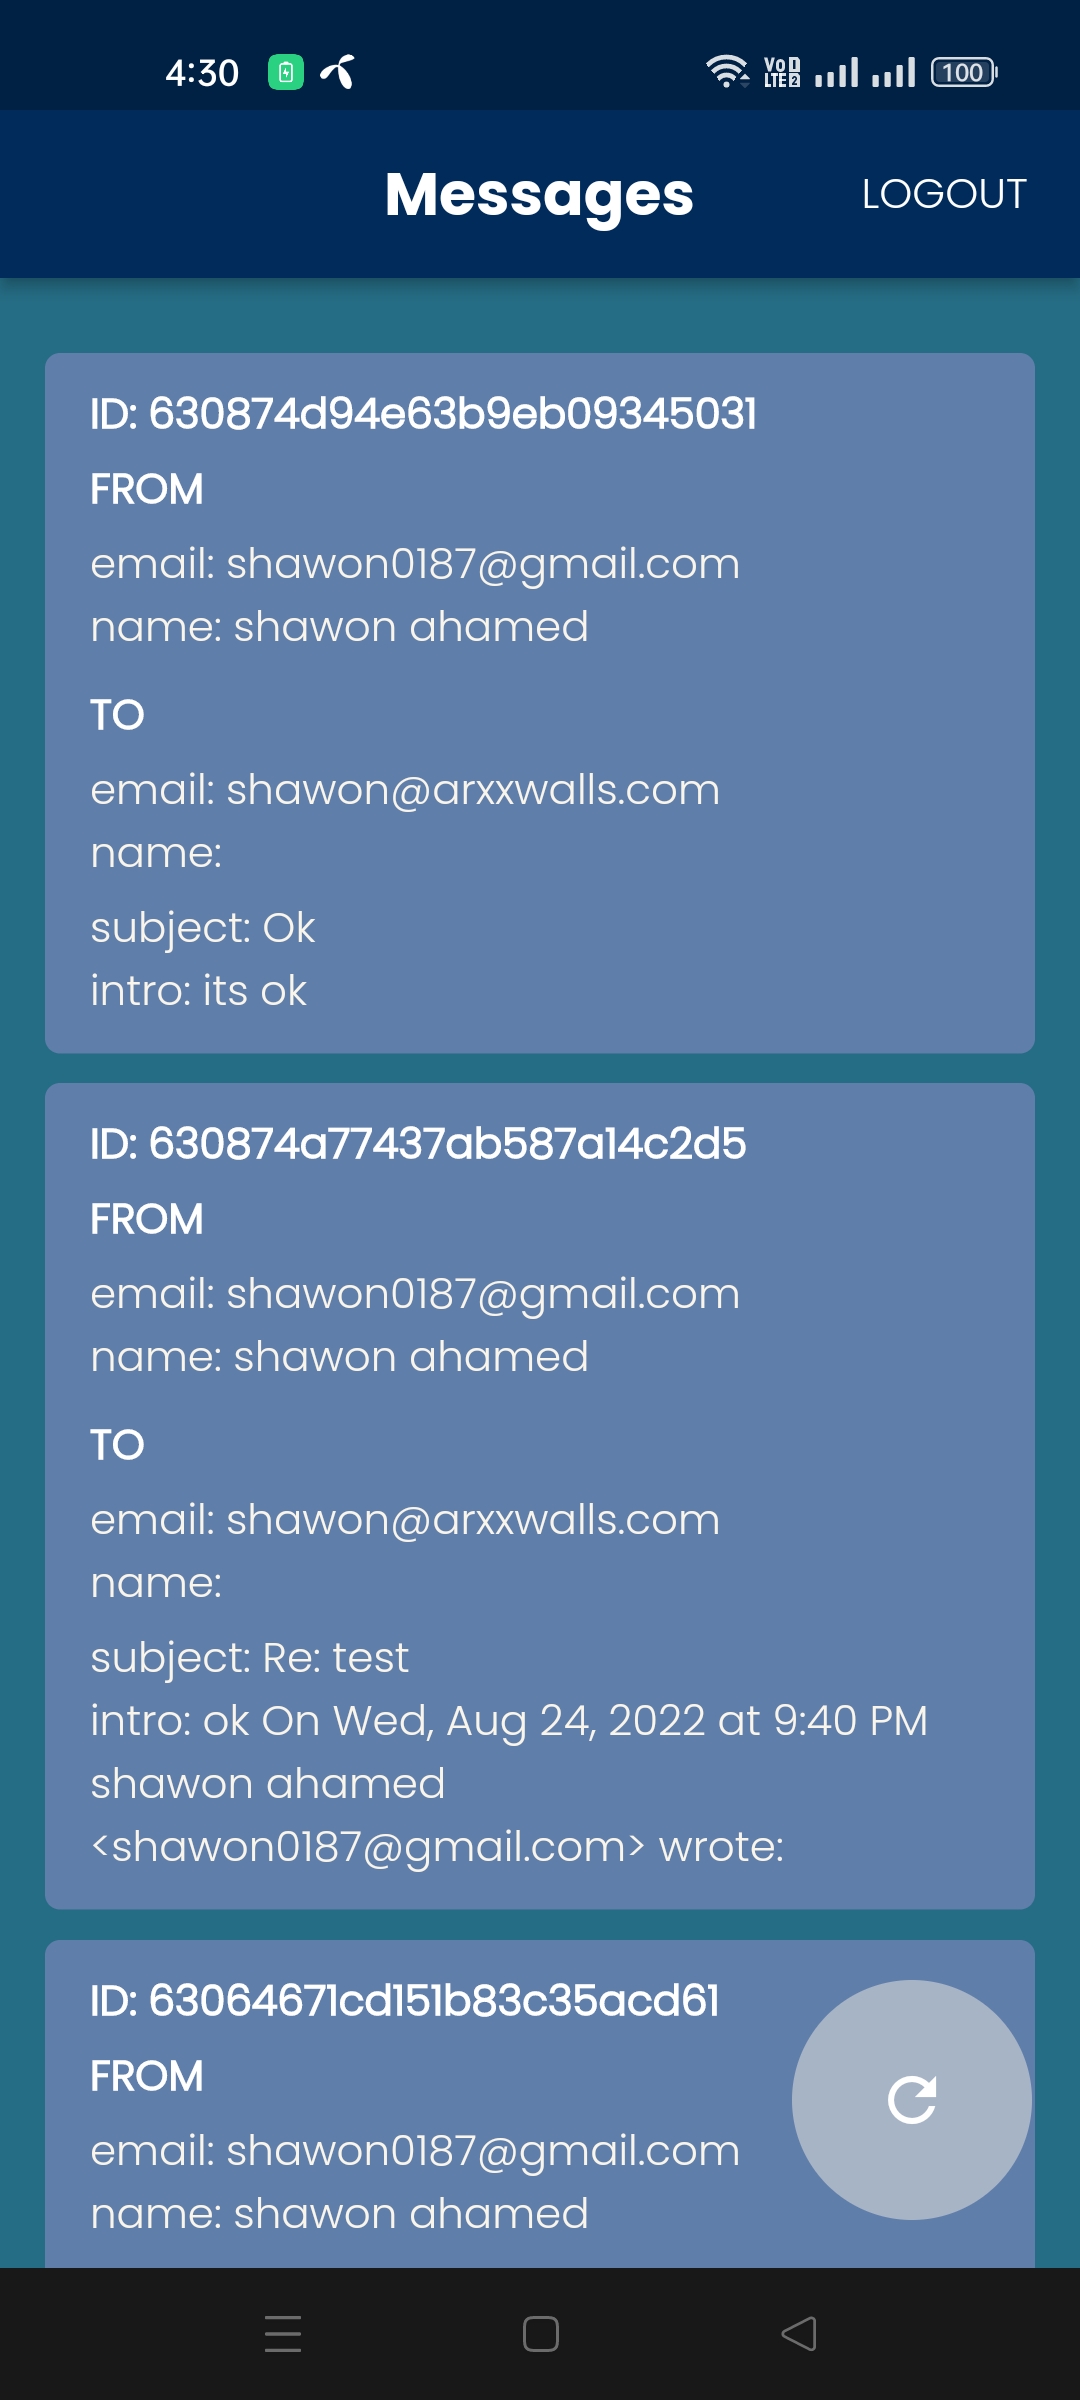 4:30
Vo 1
LTE 2
100
Messages
LOGOUT
ID: 630874d94e63b9eb09345031
FROM
email: shawon0187@gmail.com
name: shawon ahamed
TO
email: shawon@arxxwalls.com
name:
subject: Ok
intro: its ok
ID: 630874a77437ab587a14c2d5
FROM
email: shawon0187@gmail.com
name: shawon ahamed
TO
email: shawon@arxxwalls.com
name:
subject: Re: test
intro: ok On Wed, Aug 24, 2022 at 9:40 PM
shawon ahamed
<shawon0187@gmail.com> wrote:
ID: 63064671cd151b83c35acd61
FROM
email: shawon0187@gmail.com
name: shawon ahamed